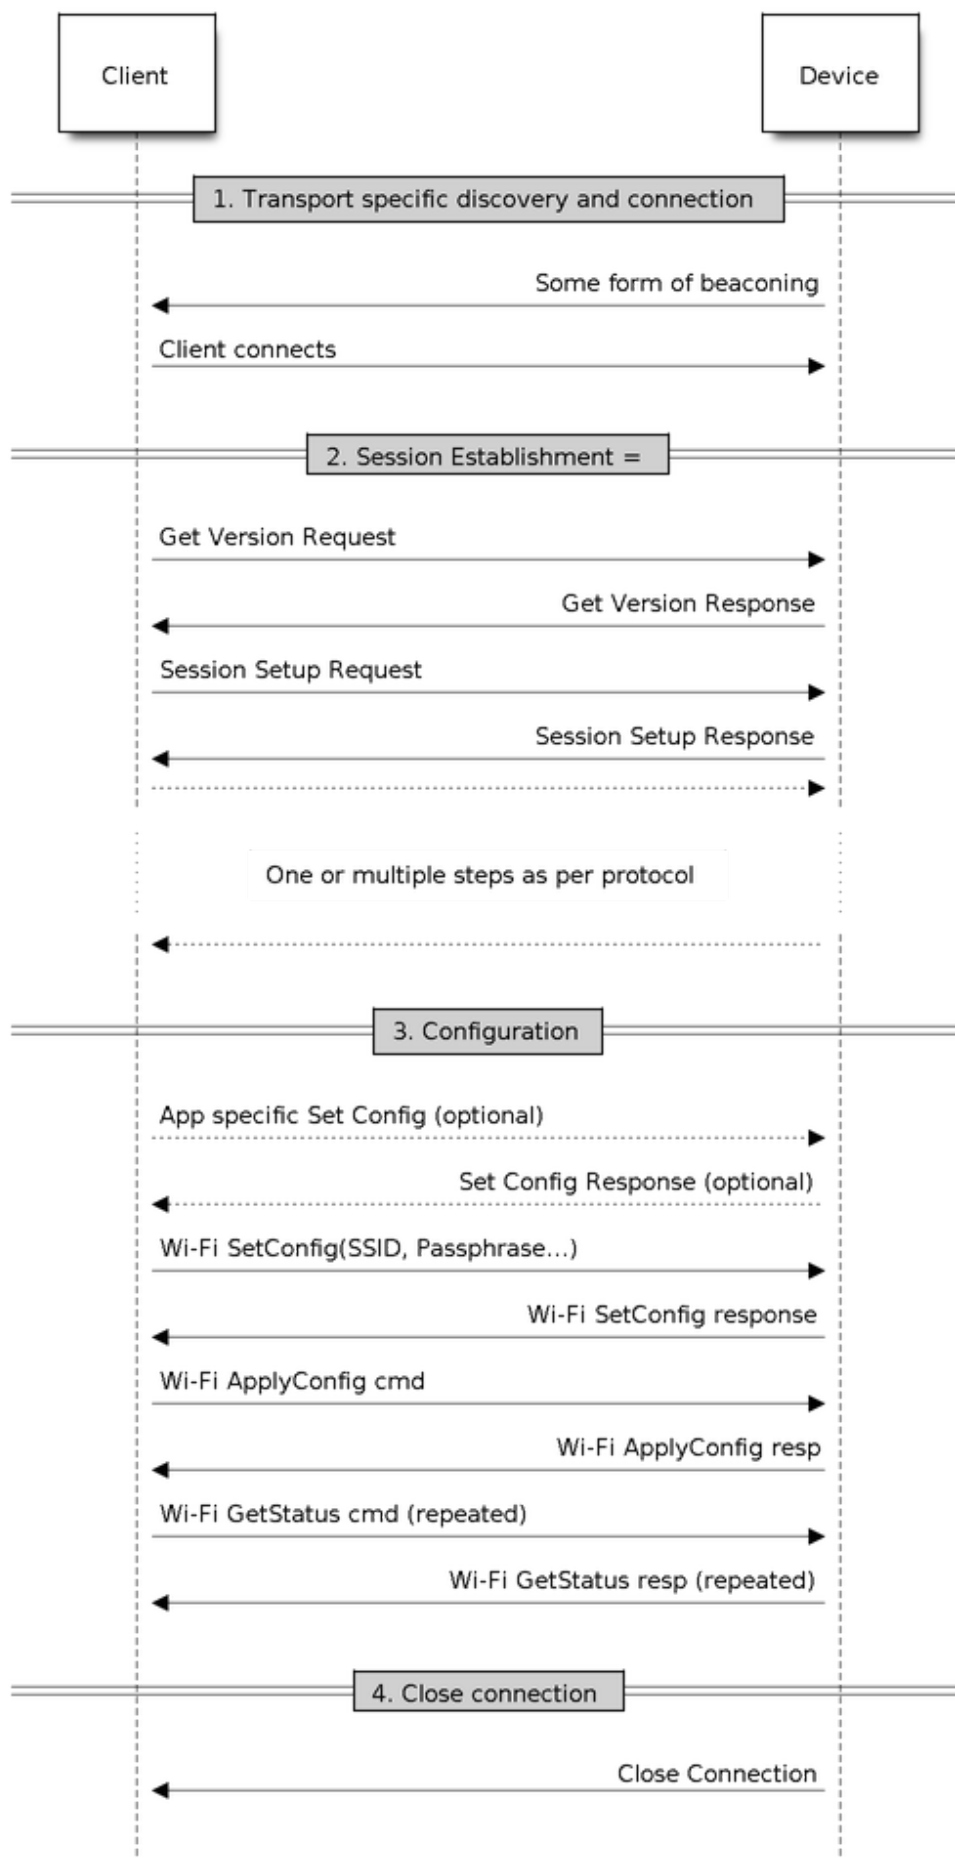 Client
Device
1. Transport specific discovery and connection
Some form of beaconing
Client connects
2. Session Establishment =
Get Version Request
Get Version Response
Session Setup Request
Session Setup Response
One or multiple steps as per protocol
3. Configuration
App specific Set Config (optional)
Set Config Response (optional)
Wi-Fi SetConfig(SSID, Passphrase...)
Wi-Fi SetConfig response
Wi-Fi ApplyConfig cmd
Wi-Fi ApplyConfig resp
Wi-Fi GetStatus cmd (repeated)
Wi-Fi GetStatus resp (repeated)
4. Close connection
Close Connection